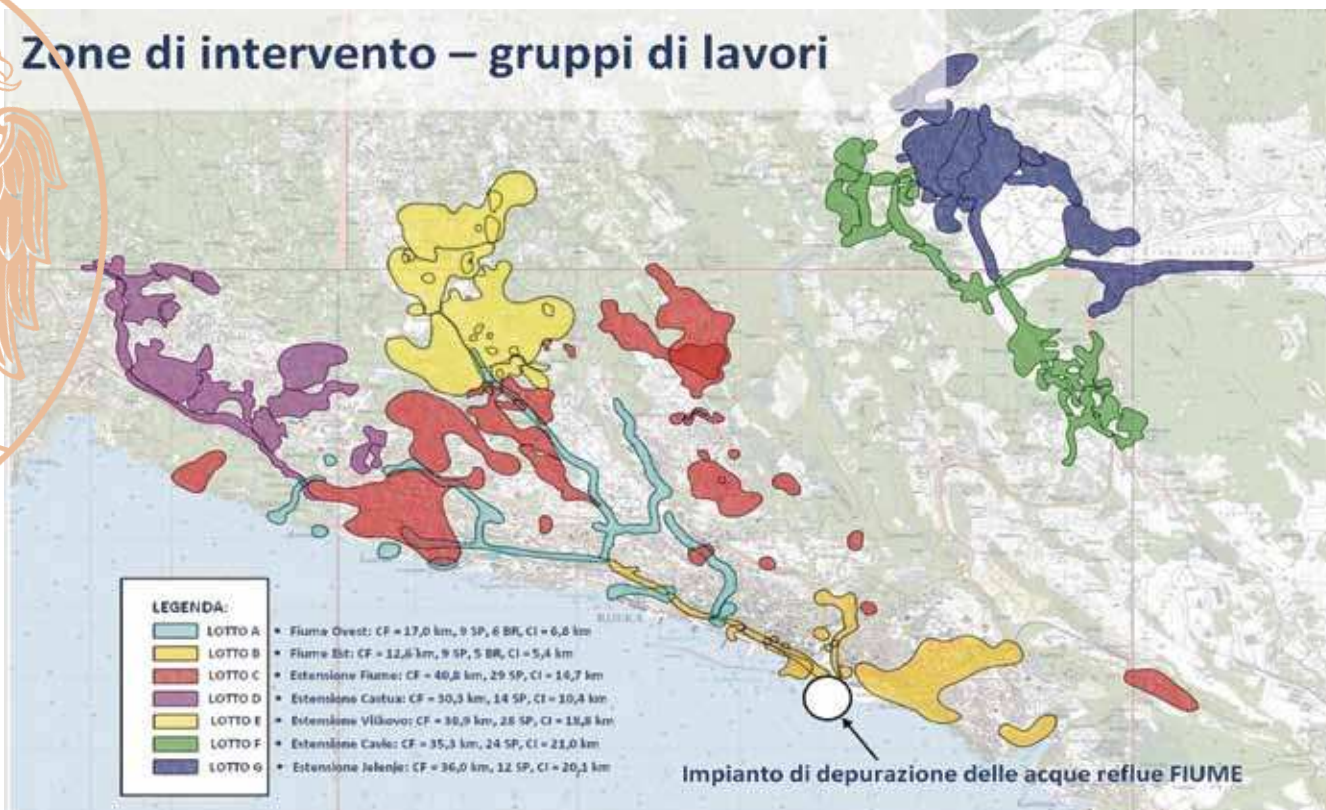 Zone di intervento – gruppi di lavori
RIJEKA
LEGENDA:
LOTTO A • Fiume Ovest: CF = 17,0 km, 9 SP, 6 BR, CI = 6,8 km
LOTTO B • Fiume Est: CF = 12,6 km, 9 SP, 5 BR, CI = 5,4 km
LOTTO C • Estensione Fiume: CF = 40,8 km, 29 SP, CI = 14,7 km
LOTTO D • Estensione Castua: CF = 30,3 km, 14 SP, CI = 10,4 km
LOTTO E • Estensione Viškovo: CF = 38,9 km, 28 SP, CI = 18,8 km
LOTTO F • Estensione Cavle: CF = 35,3 km, 24 SP, CI = 21,0 km
LOTTO G • Estensione Jelenje: CF = 36,0 km, 12 SP, CI = 20,1 km
Impianto di depurazione delle acque reflue FIUME